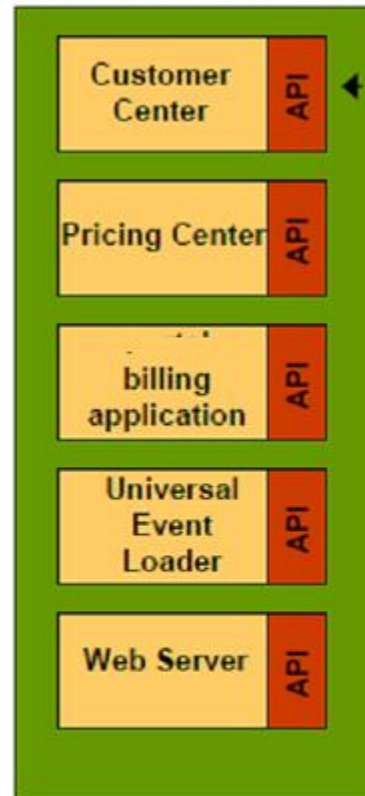 Customer
Center
API
Pricing Center
API
billing
application
API
Universal
Event
Loader
API
Web Server
API